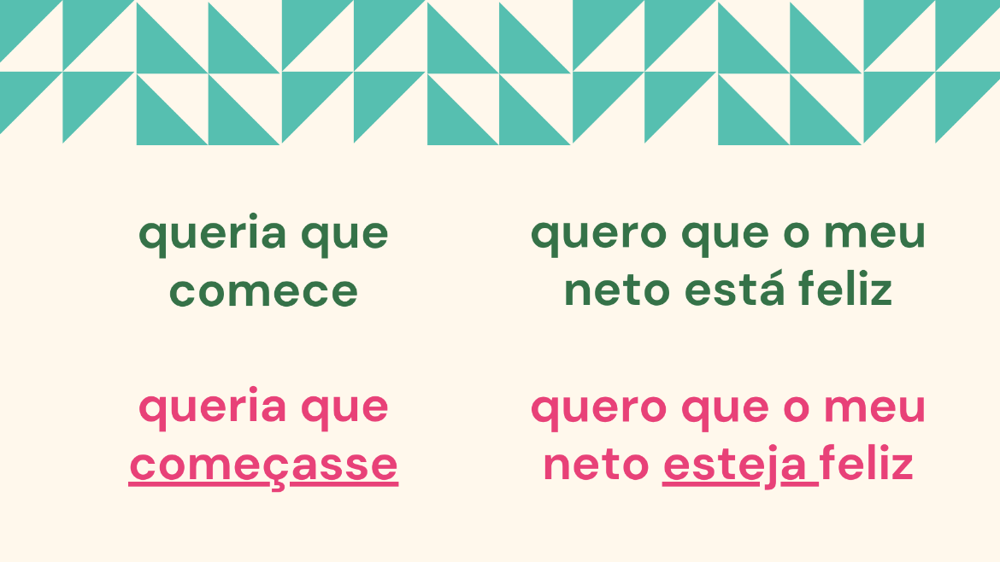 queria que
comece
quero que o meu
neto está feliz
queria que
começasse
quero que o meu
neto esteja feliz